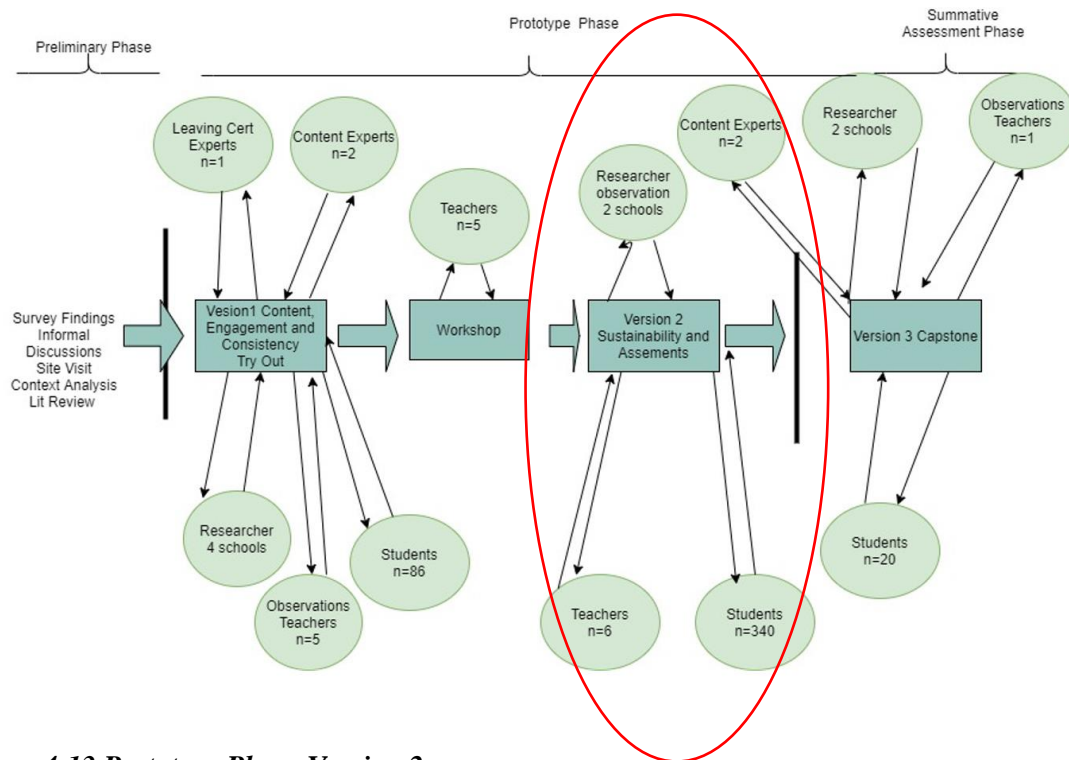 Preliminary Phase
Prototype Phase
Summative
Assessment Phase
Leaving Cert
Experts
n=1
Content Experts
n=2
Teachers
n=5
Researcher
observation
2 schools
Content Experts
n=2
Researcher
2 schools
Observations
Teachers
n=1
Survey Findings
Informal
Discussions
Site Visit
Context Analysis
Lit Review
Vesion1 Content,
Engagement and
Consistency
Try Out
Workshop
Version 2
Sustainability and
Assements
Version 3 Capstone
Researcher
4 schools
Observations
Teachers
n=5
Students
n=86
Teachers
n=6
Students
n=340
Students
n=20